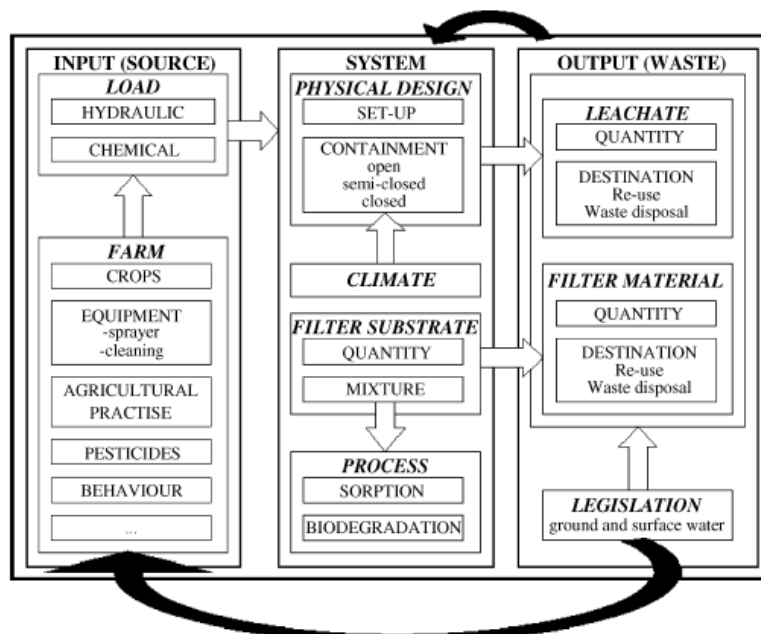 INPUT (SOURCE)
LOAD
HYDRAULIC
CHEMICAL
FARM
CROPS
EQUIPMENT
-sprayer
-cleaning
AGRICULTURAL
PRACTISE
PESTICIDES
BEHAVIOUR
...
SYSTEM
PHYSICAL DESIGN
SET-UP
CONTAINMENT
open
semi-closed
closed
CLIMATE
FILTER SUBSTRATE
QUANTITY
MIXTURE
PROCESS
SORPTION
BIODEGRADATION
OUTPUT (WASTE)
LEACHATE
QUANTITY
DESTINATION
Re-use
Waste disposal
FILTER MATERIAL
QUANTITY
DESTINATION
Re-use
Waste disposal
LEGISLATION
ground and surface water